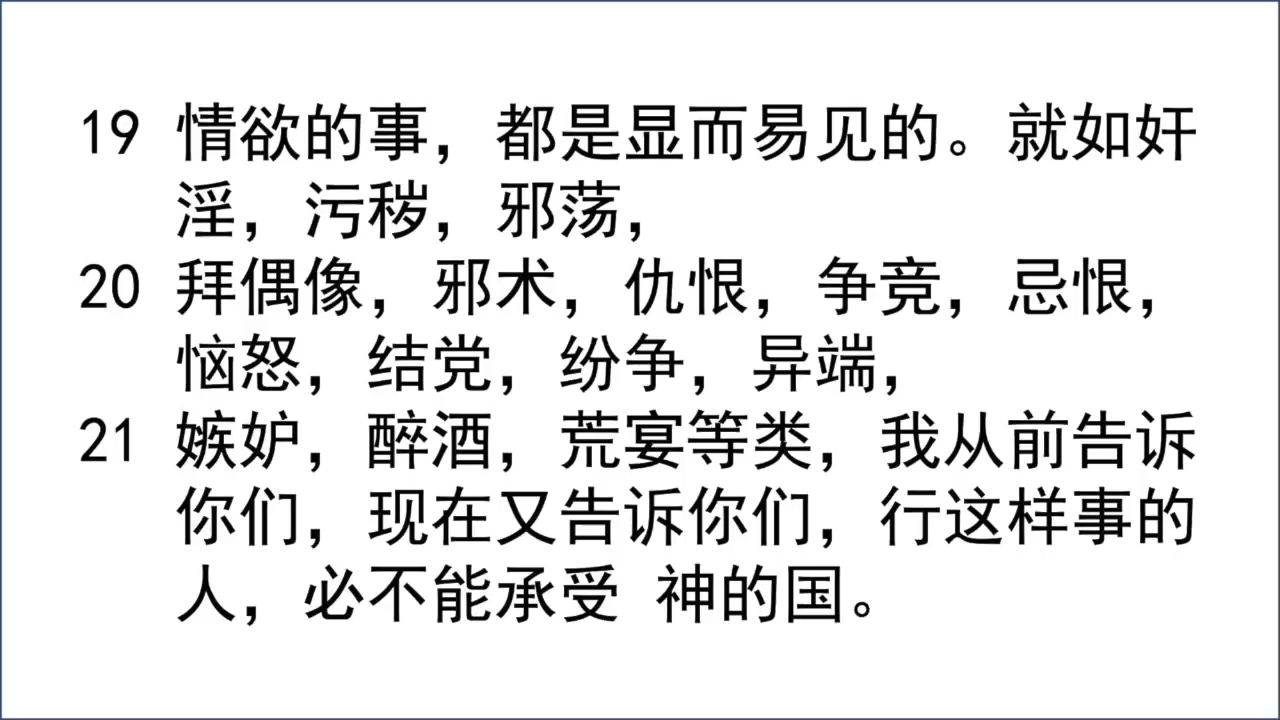 19 情欲的事，都是显而易见的。就如奸
淫，污秽，邪荡，
20 拜偶像，邪术，仇恨，争竞，忌恨，
恼怒，结党，纷争，异端，
21 嫉妒，醉酒，荒宴等类，我从前告诉
你们，现在又告诉你们，行这样事的
人，必不能承受 神的国。